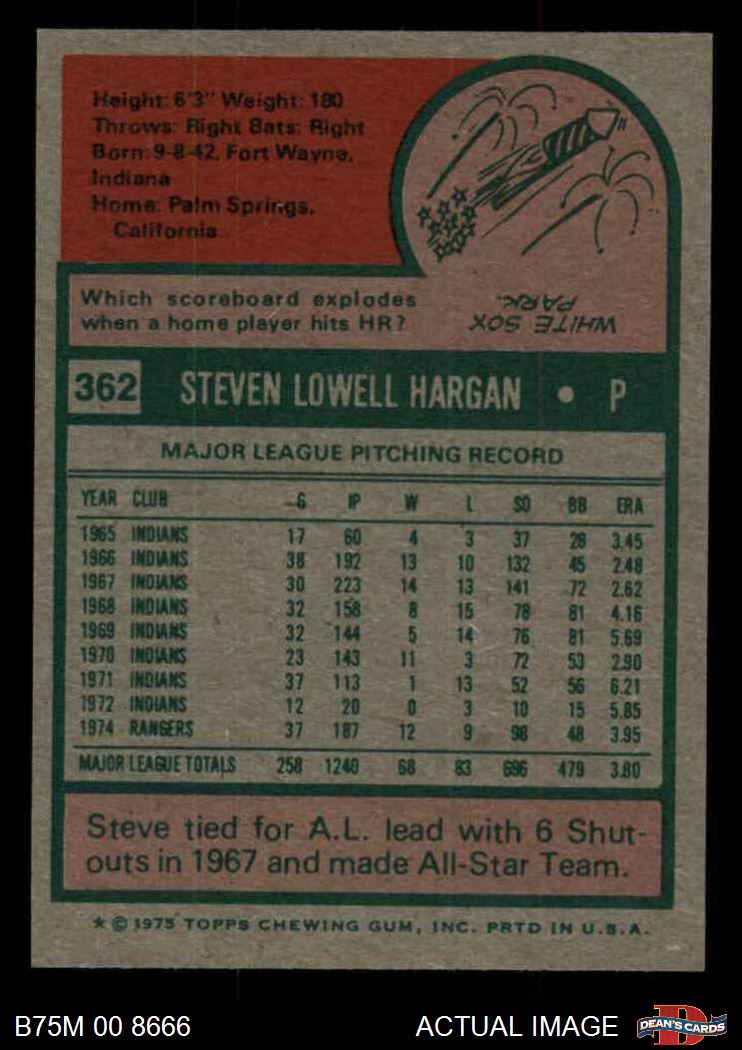 Height: 6'3" Weight: 180
Throws: Right Bats: Right
Born: 9-8-42, Fort Wayne,
Indiana
Home: Palm Springs,
California
Which scoreboard explodes
when a home player hits HR?
WHITE SOX
PARK.
362 STEVEN LOWELL HARGAN • P
MAJOR LEAGUE PITCHING RECORD
YEAR CLUB G IP W L SO BB ERA
1965 INDIANS 17 60 4 3 37 28 3.45
1966 INDIANS 38 192 13 10 132 45 2.48
1967 INDIANS 30 223 14 13 141 72 2.62
1968 INDIANS 32 158 8 15 78 81 4.16
1969 INDIANS 32 144 5 14 76 81 5.69
1970 INDIANS 23 143 11 3 72 53 2.90
1971 INDIANS 37 113 1 13 52 56 6.21
1972 INDIANS 12 20 0 3 10 15 5.85
1974 RANGERS 37 187 12 9 98 48 3.95
MAJOR LEAGUE TOTALS 258 1240 68 83 696 479 3.80
Steve tied for A.L. lead with 6 Shut-
outs in 1967 and made All-Star Team.
* © 1975 TOPPS CHEWING GUM, INC. PRTD IN U.S.A.
B75M 00 8666 ACTUAL IMAGE D DEAN'S CARDS